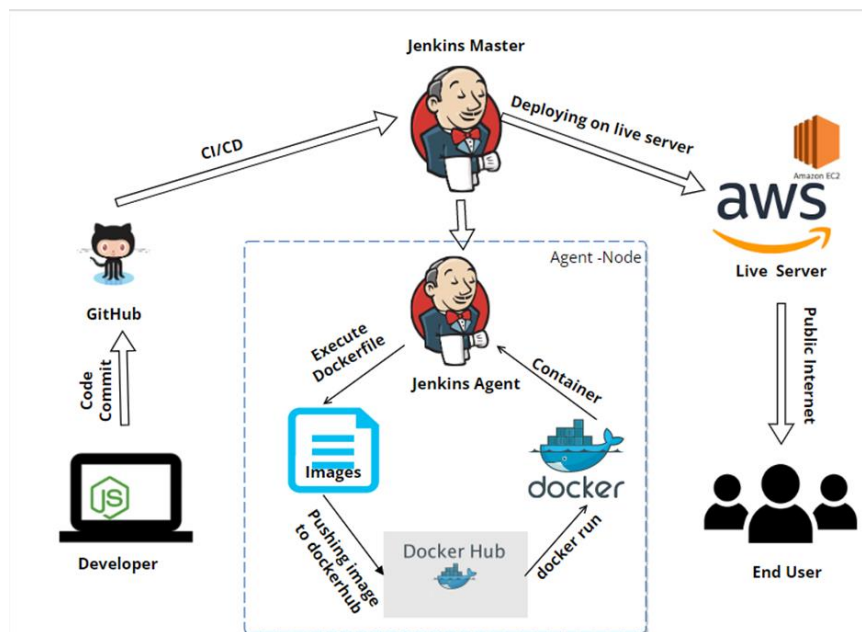 Jenkins Master
CI/CD
Deploying on live server
Amazon EC2
aws
Live Server
GitHub
Code
Commit
JS
Developer
Agent -Node
Jenkins Agent
Execute
Dockerfile
Images
Pushing image
to dockerhub
Docker Hub
docker run
docker
Container
Public Internet
End User